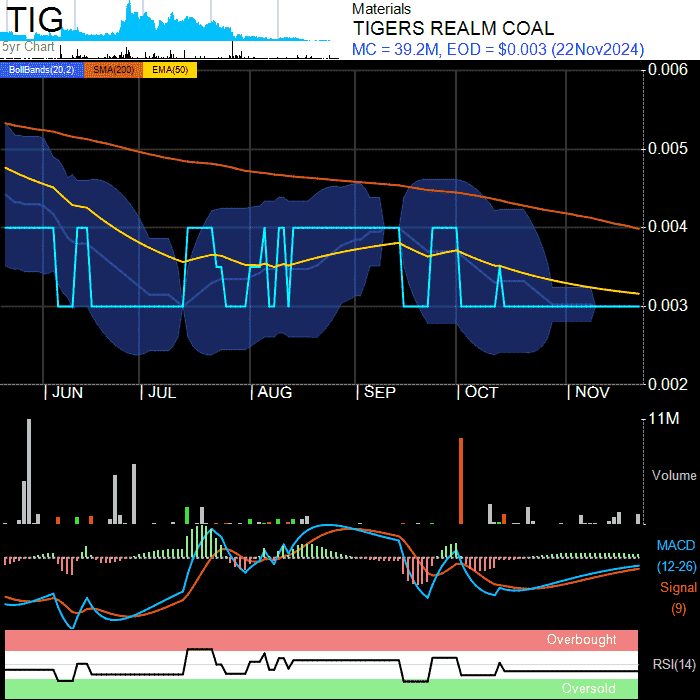 TIG
Materials
TIGERS REALM COAL
5yr Chart
MC = 39.2M, EOD = $0.003 (22Nov2024)
BollBands(20,2) SMA(200) EMA(50)
0.006
0.005
0.004
0.003
0.002
JUN JUL AUG SEP OCT NOV
11M
Volume
MACD
(12-26)
Signal
(9)
Overbought
RSI(14)
Oversold